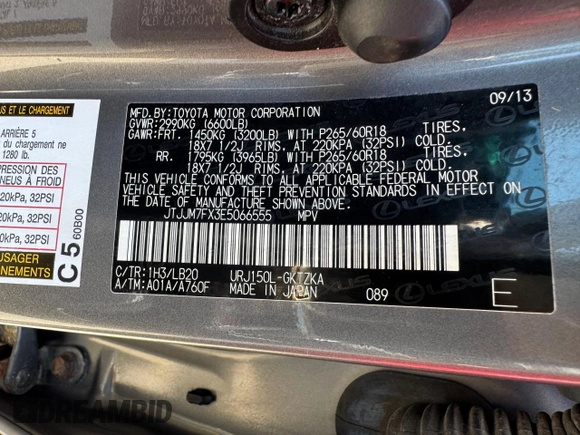 MFD. BY:TOYOTA MOTOR CORPORATION 09/13
GVWR:2990KG (6600LB)
GAWR:FRT. 1450KG (3200LB) WITH P265/60R18 TIRES.
18X7 1/2J RIMS. AT 220KPA (32PSI) COLD.
RR. 1795KG (3965LB) WITH P265/60R18 TIRES.
18X7 1/2J RIMS. AT 220KPA (32PSI) COLD.
THIS VEHICLE CONFORMS TO ALL APPLICABLE FEDERAL MOTOR
VEHICLE SAFETY AND THEFT PREVENTION STANDARDS IN EFFECT ON
THE DATE OF MANUFACTURE SHOWN ABOVE.
JTJJM7FX3E5066555 MPV
C/TR:1H3/LB20 URJ150L-GKTZKA
A/TM:A01A/A760F MADE IN JAPAN 089 E
LEXUS
US ET LE CHARGEMENT
ARRIÈRE 5
du chargement ne
1280 lb.
PRESSION DES
NEUS À FROID
20kPa, 32PSI
20kPa, 32PSI
20kPa, 32PSI
USAGER
C 5 60B00
DREAMBID